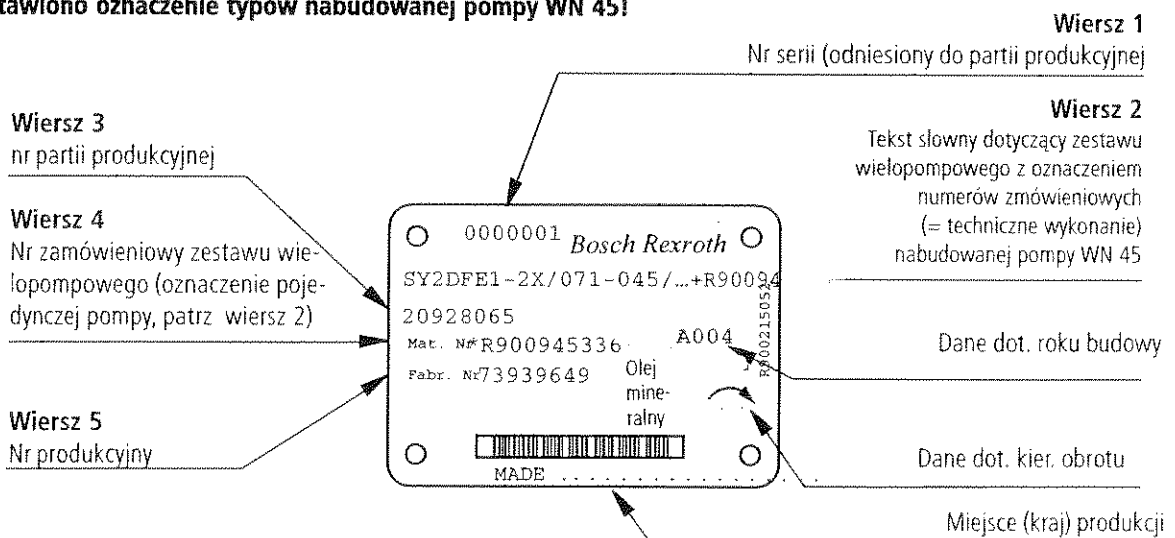 tawiono oznaczenie typów nabudowanej pompy WN 45!
Wiersz 1
Nr serii (odniesiony do partii produkcyjnej
Wiersz 2
Tekst słowny dotyczący zestawu
wielopompowego z oznaczeniem
numerów zmówieniowych
(= techniczne wykonanie)
nabudowanej pompy WN 45
Wiersz 3
nr partii produkcyjnej
Wiersz 4
Nr zamówieniowy zestawu wie-
lopompowego (oznaczenie poje-
dynczej pompy, patrz wiersz 2)
Wiersz 5
Nr produkcyjny
0000001 Bosch Rexroth
SY2DFE1-2X/071-045/...+R90094
20928065
Mat. Nr R900945336 A004
Fabr. Nr 73939649
Olej
mine-
ralny
MADE . . . . . . . . . . . . . . . .
Dane dot. roku budowy
Dane dot. kier. obrotu
Miejsce (kraj) produkcji